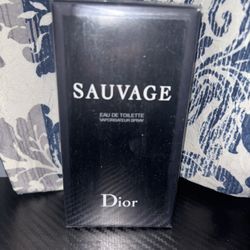 SAUVAGE
EAU DE TOILETTE
VAPORISATEUR SPRAY
Dior